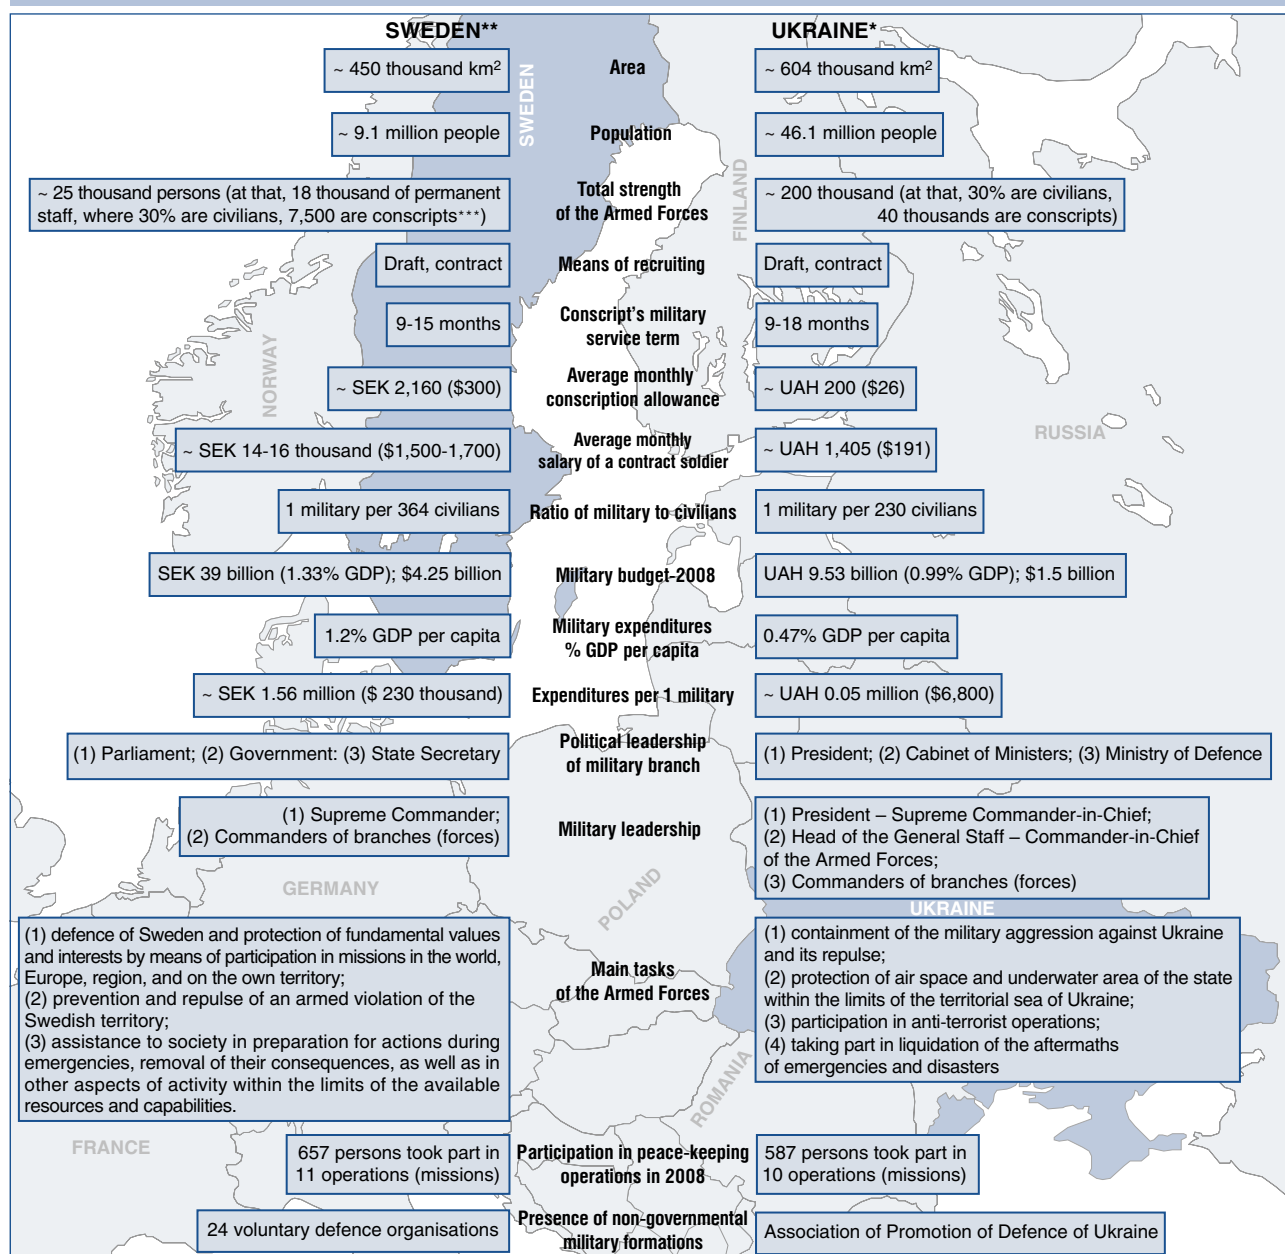 SWEDEN**
UKRAINE*
~ 450 thousand km²
Area
~ 604 thousand km²
SWEDEN
~ 9.1 million people
Population
~ 46.1 million people
~ 25 thousand persons (at that, 18 thousand of permanent
staff, where 30% are civilians, 7,500 are conscripts***)
Total strength
of the Armed Forces
~ 200 thousand (at that, 30% are civilians,
40 thousands are conscripts)
FINLAND
Draft, contract
Means of recruiting
Draft, contract
9-15 months
Conscript's military
service term
9-18 months
NORWAY
~ SEK 2,160 ($300)
Average monthly
conscription allowance
~ UAH 200 ($26)
RUSSIA
~ SEK 14-16 thousand ($1,500-1,700)
Average monthly
salary of a contract soldier
~ UAH 1,405 ($191)
1 military per 364 civilians
Ratio of military to civilians
1 military per 230 civilians
SEK 39 billion (1.33% GDP); $4.25 billion
Military budget-2008
UAH 9.53 billion (0.99% GDP); $1.5 billion
1.2% GDP per capita
Military expenditures
% GDP per capita
0.47% GDP per capita
~ SEK 1.56 million ($ 230 thousand)
Expenditures per 1 military
~ UAH 0.05 million ($6,800)
(1) Parliament; (2) Government: (3) State Secretary
Political leadership
of military branch
(1) President; (2) Cabinet of Ministers; (3) Ministry of Defence
(1) Supreme Commander;
(2) Commanders of branches (forces)
Military leadership
(1) President – Supreme Commander-in-Chief;
(2) Head of the General Staff – Commander-in-Chief
of the Armed Forces;
(3) Commanders of branches (forces)
GERMANY
POLAND
UKRAINE
(1) defence of Sweden and protection of fundamental values
and interests by means of participation in missions in the world,
Europe, region, and on the own territory;
(2) prevention and repulse of an armed violation of the
Swedish territory;
(3) assistance to society in preparation for actions during
emergencies, removal of their consequences, as well as in
other aspects of activity within the limits of the available
resources and capabilities.
Main tasks
of the Armed Forces
(1) containment of the military aggression against Ukraine
and its repulse;
(2) protection of air space and underwater area of the state
within the limits of the territorial sea of Ukraine;
(3) participation in anti-terrorist operations;
(4) taking part in liquidation of the aftermaths
of emergencies and disasters
ROMANIA
FRANCE
657 persons took part in
11 operations (missions)
Participation in peace-keeping
operations in 2008
587 persons took part in
10 operations (missions)
24 voluntary defence organisations
Presence of non-governmental
military formations
Association of Promotion of Defence of Ukraine